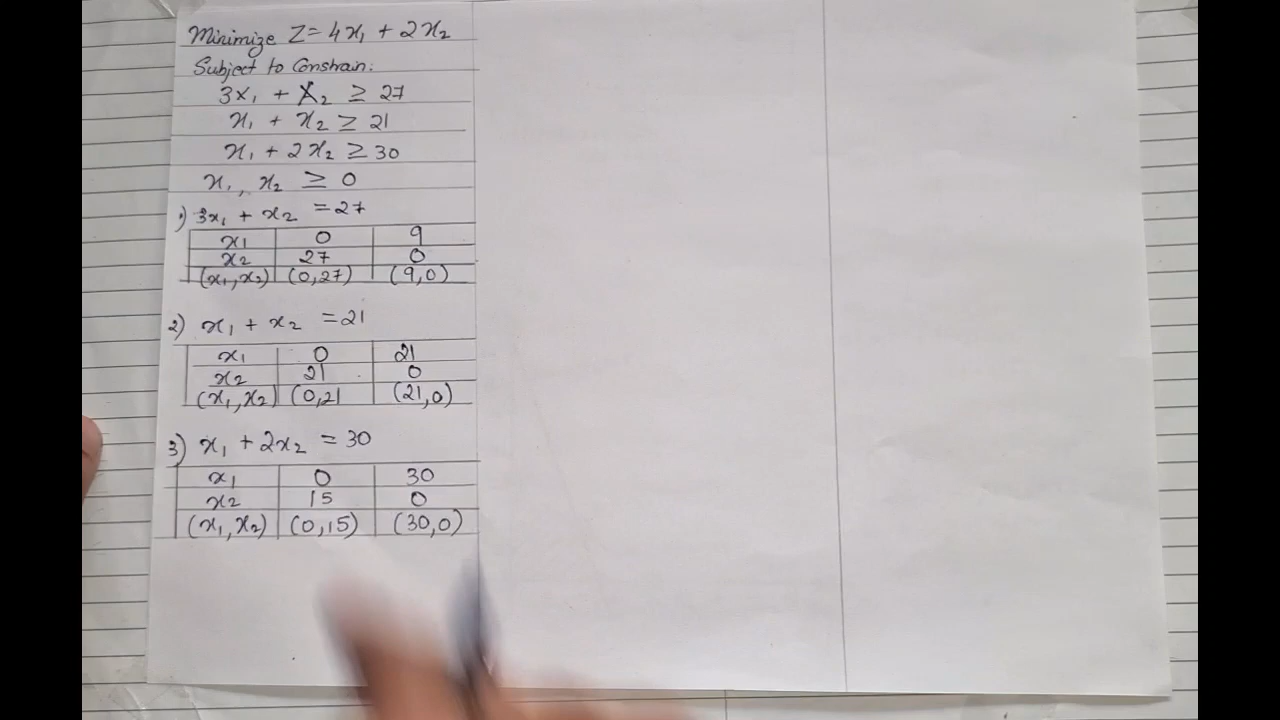 Minimize Z = 4x₁ + 2x₂
Subject to Constrain:
3x₁ + x₂ ≥ 27
x₁ + x₂ ≥ 21
x₁ + 2x₂ ≥ 30
x₁, x₂ ≥ 0
1) 3x₁ + x₂ = 27
x₁ 0 9
x₂ 27 0
(x₁,x₂) (0,27) (9,0)
2) x₁ + x₂ = 21
x₁ 0 21
x₂ 21 0
(x₁,x₂) (0,21 (21,0)
3) x₁ + 2x₂ = 30
x₁ 0 30
x₂ 15 0
(x₁,x₂) (0,15) (30,0)